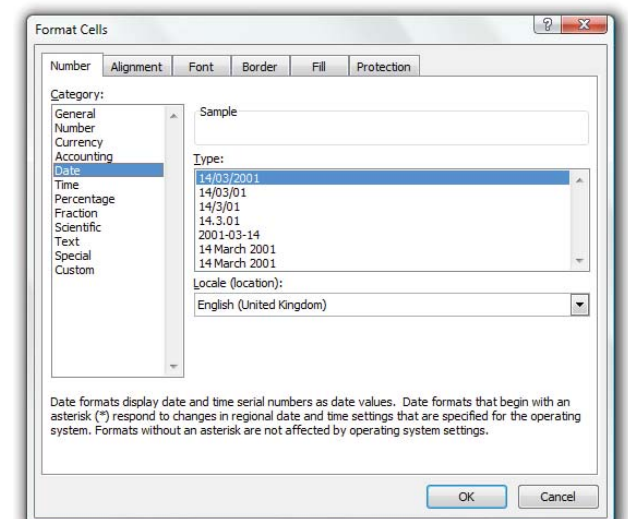 Format Cells
Number Alignment Font Border Fill Protection
Category:
General
Number
Currency
Accounting
Date
Time
Percentage
Fraction
Scientific
Text
Special
Custom
Sample
Type:
14/03/2001
14/03/01
14/3/01
14.3.01
2001-03-14
14 March 2001
14 March 2001
Locale (location):
English (United Kingdom)
Date formats display date and time serial numbers as date values. Date formats that begin with an
asterisk (*) respond to changes in regional date and time settings that are specified for the operating
system. Formats without an asterisk are not affected by operating system settings.
OK Cancel